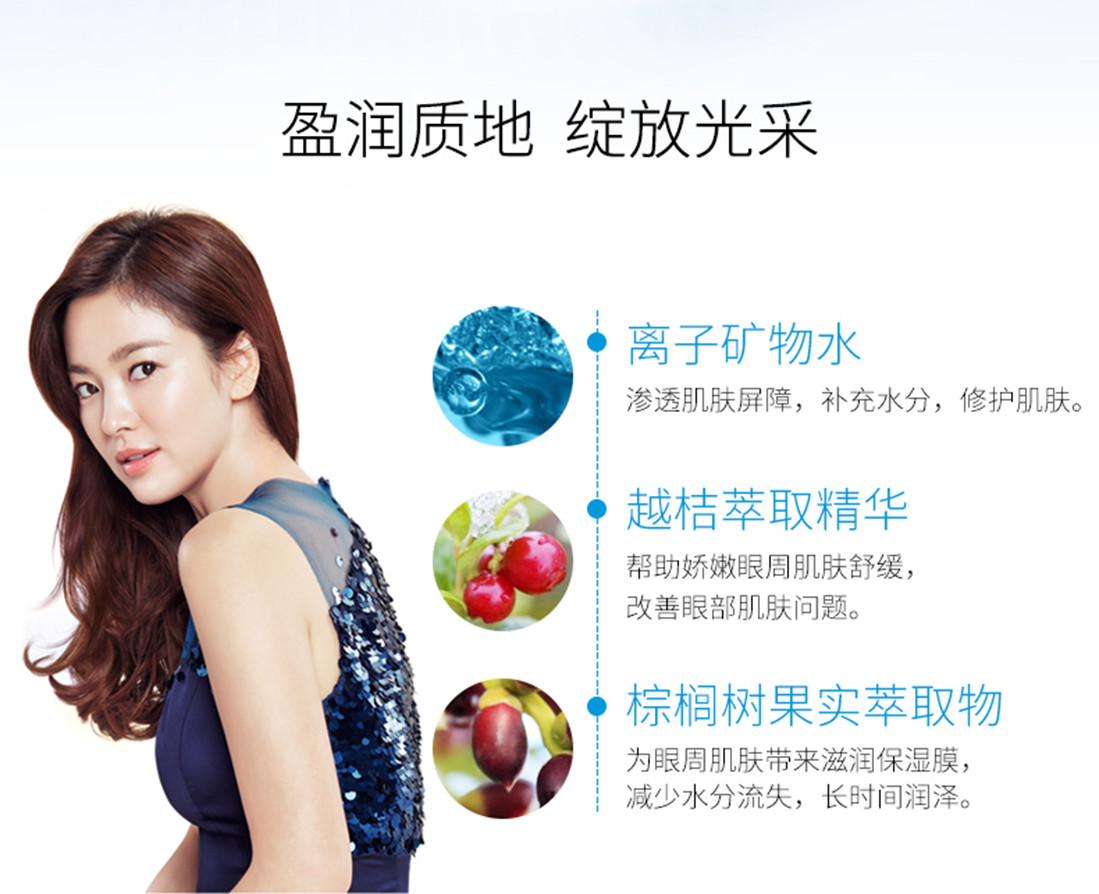 盈润质地 绽放光采
离子矿物水
渗透肌肤屏障，补充水分，修护肌肤。
越桔萃取精华
帮助娇嫩眼周肌肤舒缓，
改善眼部肌肤问题。
棕榈树果实萃取物
为眼周肌肤带来滋润保湿膜，
减少水分流失，长时间润泽。